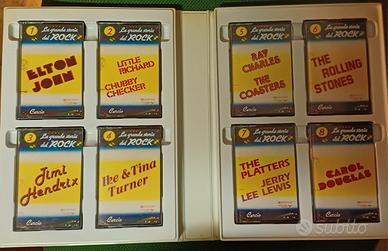 1
La grande storia
del ROCK
ELTON
JOHN
Curcio
2
La grande storia
del ROCK
LITTLE
RICHARD
CHUBBY
CHECKER
Curcio
3
La grande storia
del ROCK
Jimi
Hendrix
Curcio
4
La grande storia
del ROCK
Ike & Tina
Turner
Curcio
5
La grande storia
del ROCK
RAY
CHARLES
THE
COASTERS
Curcio
6
La grande storia
del ROCK
THE
ROLLING
STONES
Curcio
7
La grande storia
del ROCK
THE
PLATTERS
JERRY
LEE LEWIS
Curcio
8
La grande storia
del ROCK
CAROL
DOUGLAS
Curcio
subito